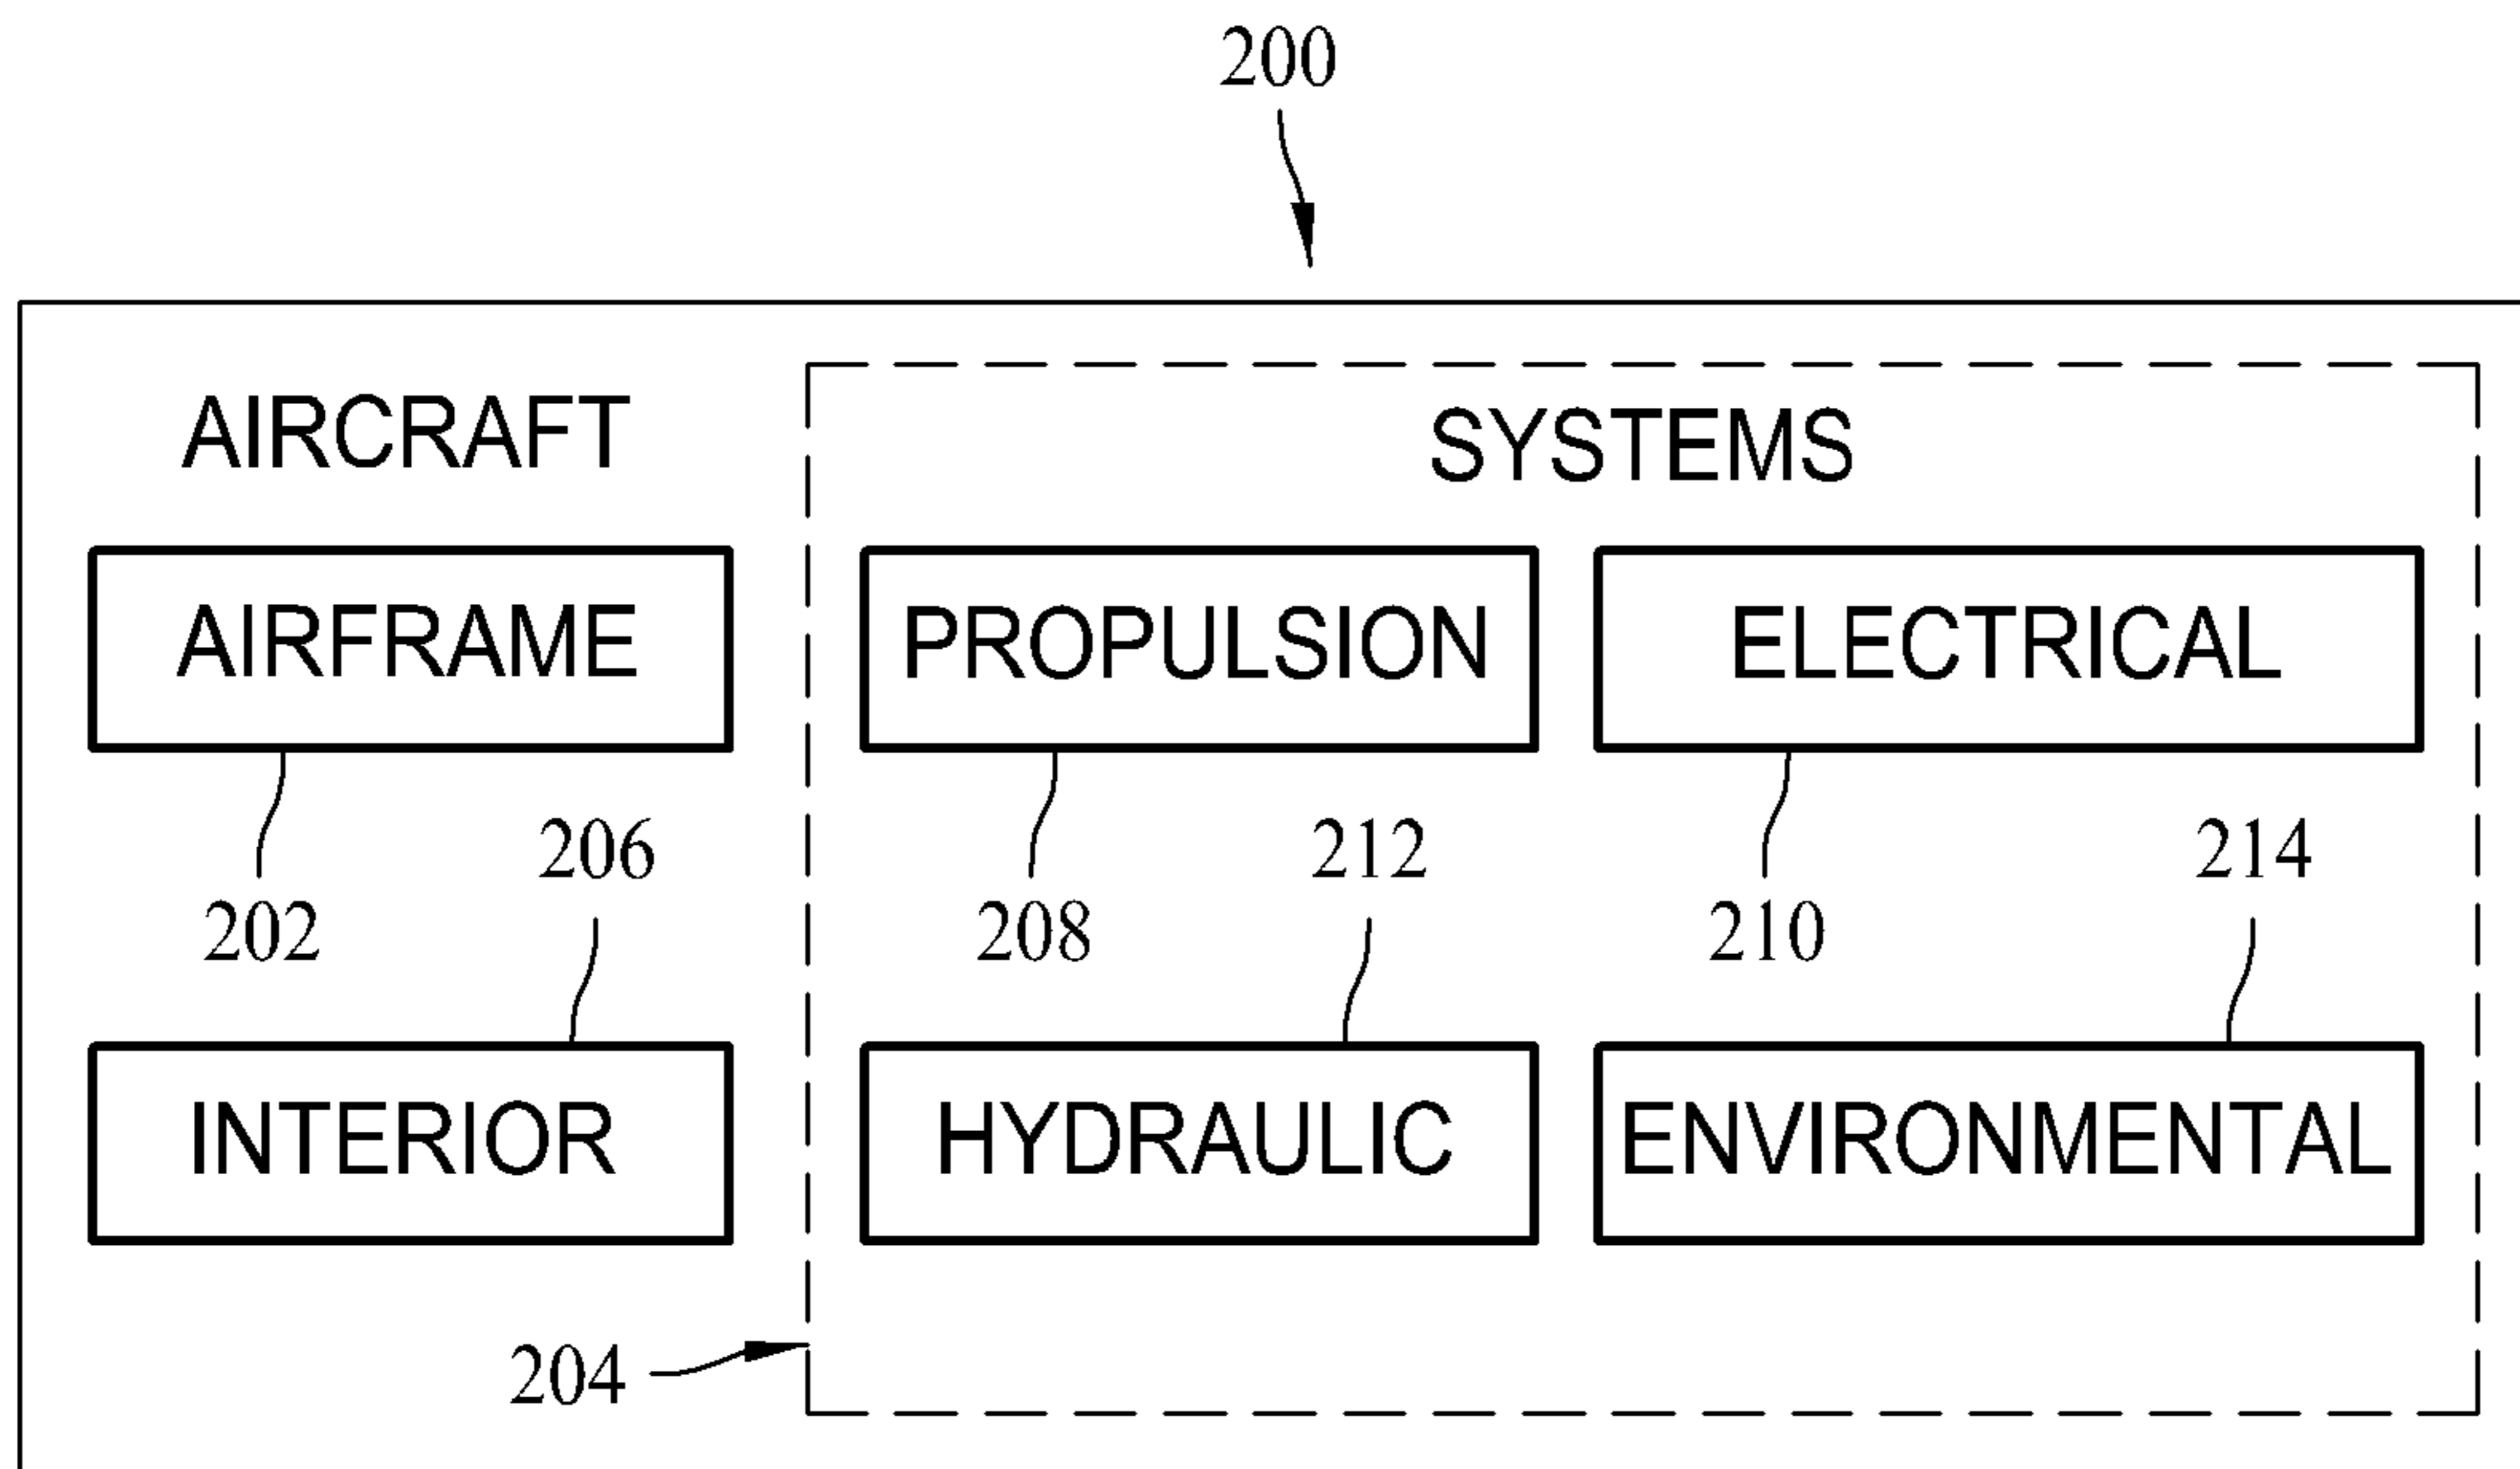 200
AIRCRAFT
SYSTEMS
AIRFRAME
PROPULSION
ELECTRICAL
206
212
214
202
208
210
INTERIOR
HYDRAULIC
ENVIRONMENTAL
204